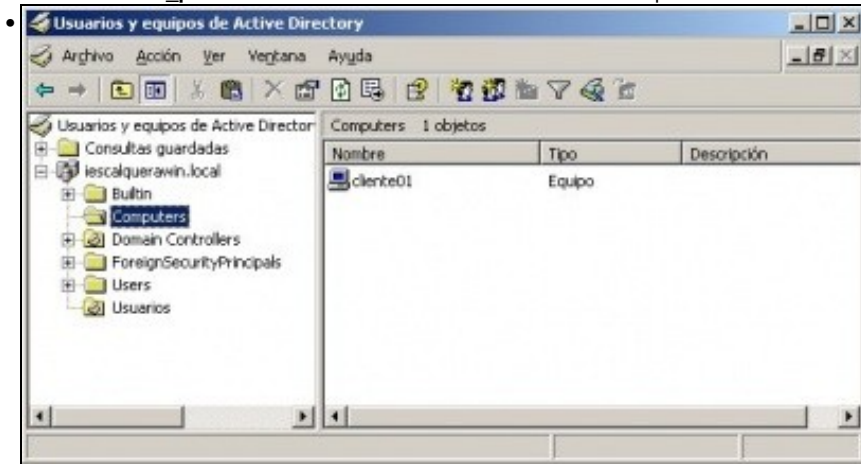 Usuarios y equipos de Active Directory
Archivo Acción Ver Ventana Ayuda
Usuarios y equipos de Active Director
Consultas guardadas
iescalquerawin.local
Builtin
Computers
Domain Controllers
ForeignSecurityPrincipals
Users
Usuarios
Computers 1 objetos
Nombre Tipo Descripción
cliente01 Equipo